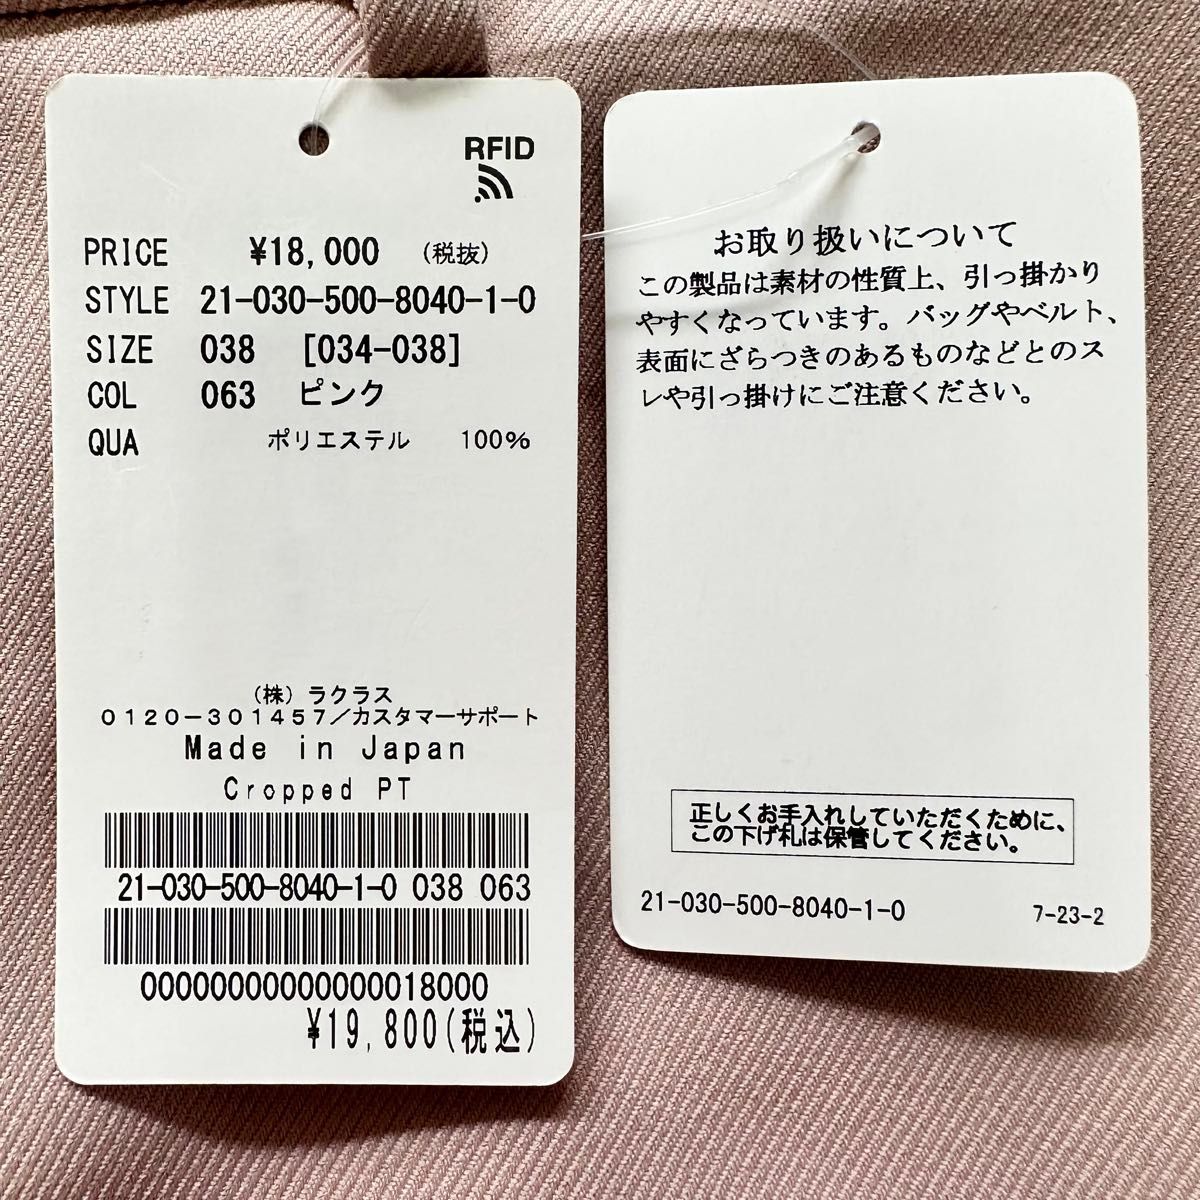 RFID
PRICE ¥18,000 (税抜)
STYLE 21-030-500-8040-1-0
SIZE 038 [034-038]
COL 063 ピンク
QUA ポリエステル 100%
(株) ラクラス
0120-301457/カスタマーサポート
Made in Japan
Cropped PT
21-030-500-8040-1-0 038 063
00000000000000018000
¥19,800(税込)
お取り扱いについて
この製品は素材の性質上、引っ掛かり
やすくなっています。バッグやベルト、
表面にざらつきのあるものなどとのス
レや引っ掛けにご注意ください。
正しくお手入れしていただくために、
この下げ札は保管してください。
21-030-500-8040-1-0 7-23-2